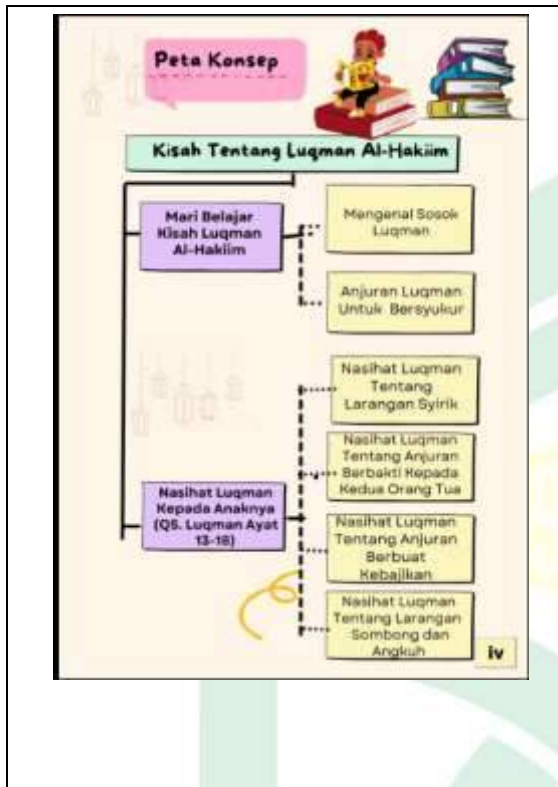 Peta Konsep
Kisah Tentang Luqman Al-Hakiim
Mari Belajar
Kisah Luqman
Al-Hakiim
Mengenal Sosok
Luqman
Anjuran Luqman
Untuk Bersyukur
Nasihat Luqman
Kepada Anaknya
(QS. Luqman Ayat
13-18)
Nasihat Luqman
Tentang
Larangan Syirik
Nasihat Luqman
Tentang Anjuran
Berbakti Kepada
Kedua Orang Tua
Nasihat Luqman
Tentang Anjuran
Berbuat
Kebajikan
Nasihat Luqman
Tentang Larangan
Sombong dan
Angkuh
iv